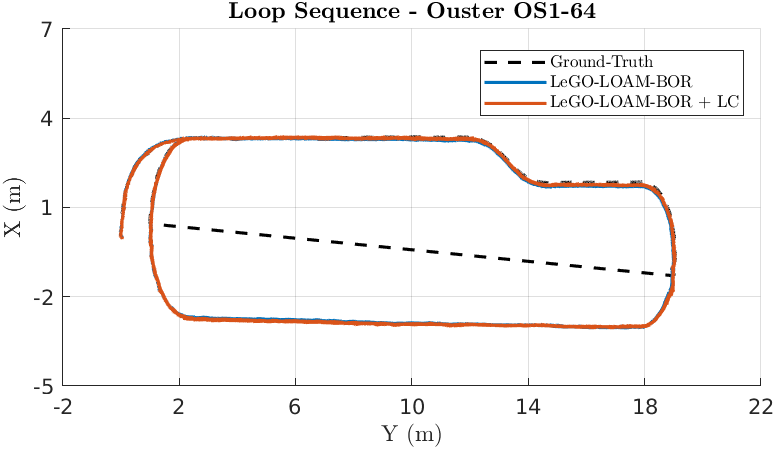 Loop Sequence - Ouster OS1-64
7
4
1
-2
-5
X (m)
Ground-Truth
LeGO-LOAM-BOR
LeGO-LOAM-BOR + LC
-2 2 6 10 14 18 22
Y (m)